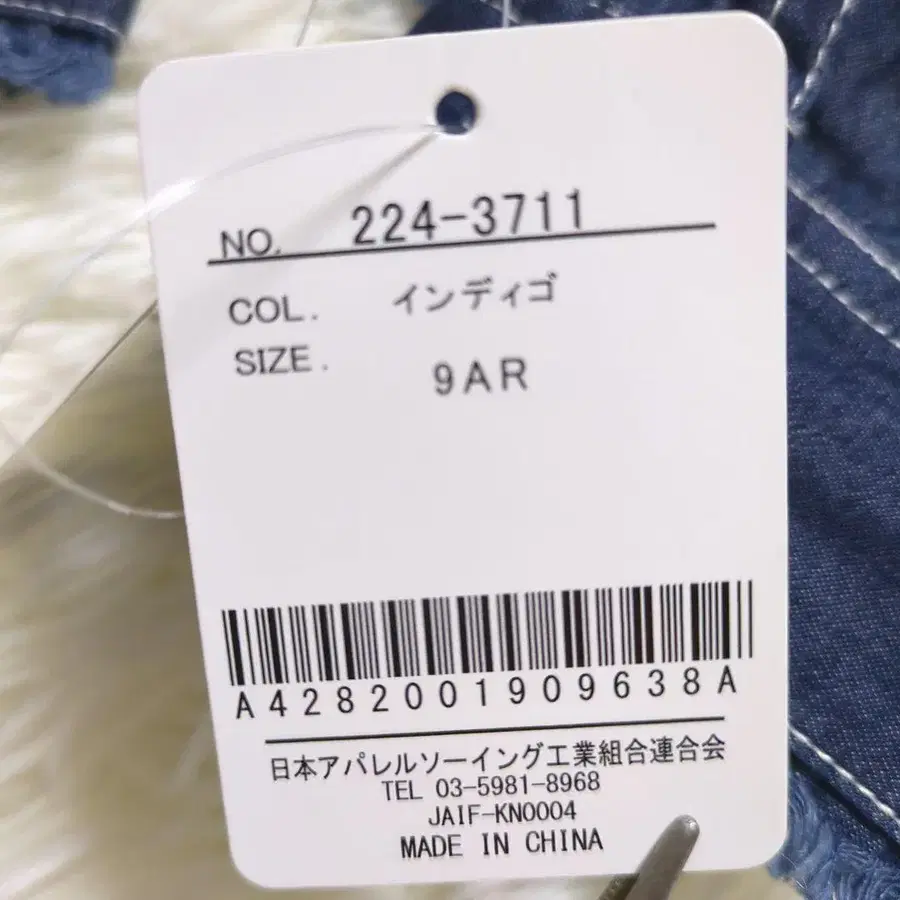 NO. 224-3711
COL. インディゴ
SIZE. 9AR
A4282001909638A
日本アパレルソーイング工業組合連合会
TEL 03-5981-8968
JAIF-KN0004
MADE IN CHINA